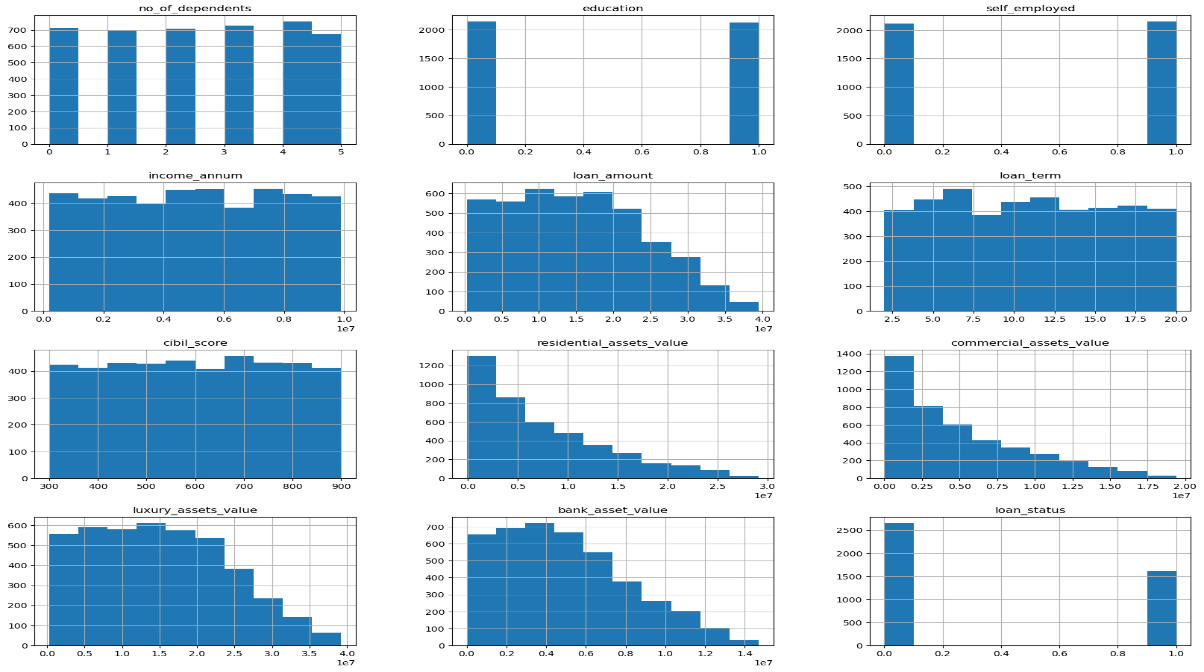 no_of_dependents
700
600
500
400
300
200
100
0
0 1 2 3 4 5
education
2000
1500
1000
500
0
0.0 0.2 0.4 0.6 0.8 1.0
self_employed
2000
1500
1000
500
0
0.0 0.2 0.4 0.6 0.8 1.0
income_annum
400
300
200
100
0
0.0 0.2 0.4 0.6 0.8 1.0
1e7
loan_amount
600
500
400
300
200
100
0
0.0 0.5 1.0 1.5 2.0 2.5 3.0 3.5 4.0
1e7
loan_term
500
400
300
200
100
0
2.5 5.0 7.5 10.0 12.5 15.0 17.5 20.0
cibil_score
400
300
200
100
0
300 400 500 600 700 800 900
residential_assets_value
1200
1000
800
600
400
200
0
0.0 0.5 1.0 1.5 2.0 2.5 3.0
1e7
commercial_assets_value
1400
1200
1000
800
600
400
200
0
0.00 0.25 0.50 0.75 1.00 1.25 1.50 1.75 2.00
1e7
luxury_assets_value
600
500
400
300
200
100
0
0.0 0.5 1.0 1.5 2.0 2.5 3.0 3.5 4.0
1e7
bank_asset_value
700
600
500
400
300
200
100
0
0.0 0.2 0.4 0.6 0.8 1.0 1.2 1.4
1e7
loan_status
2500
2000
1500
1000
500
0
0.0 0.2 0.4 0.6 0.8 1.0